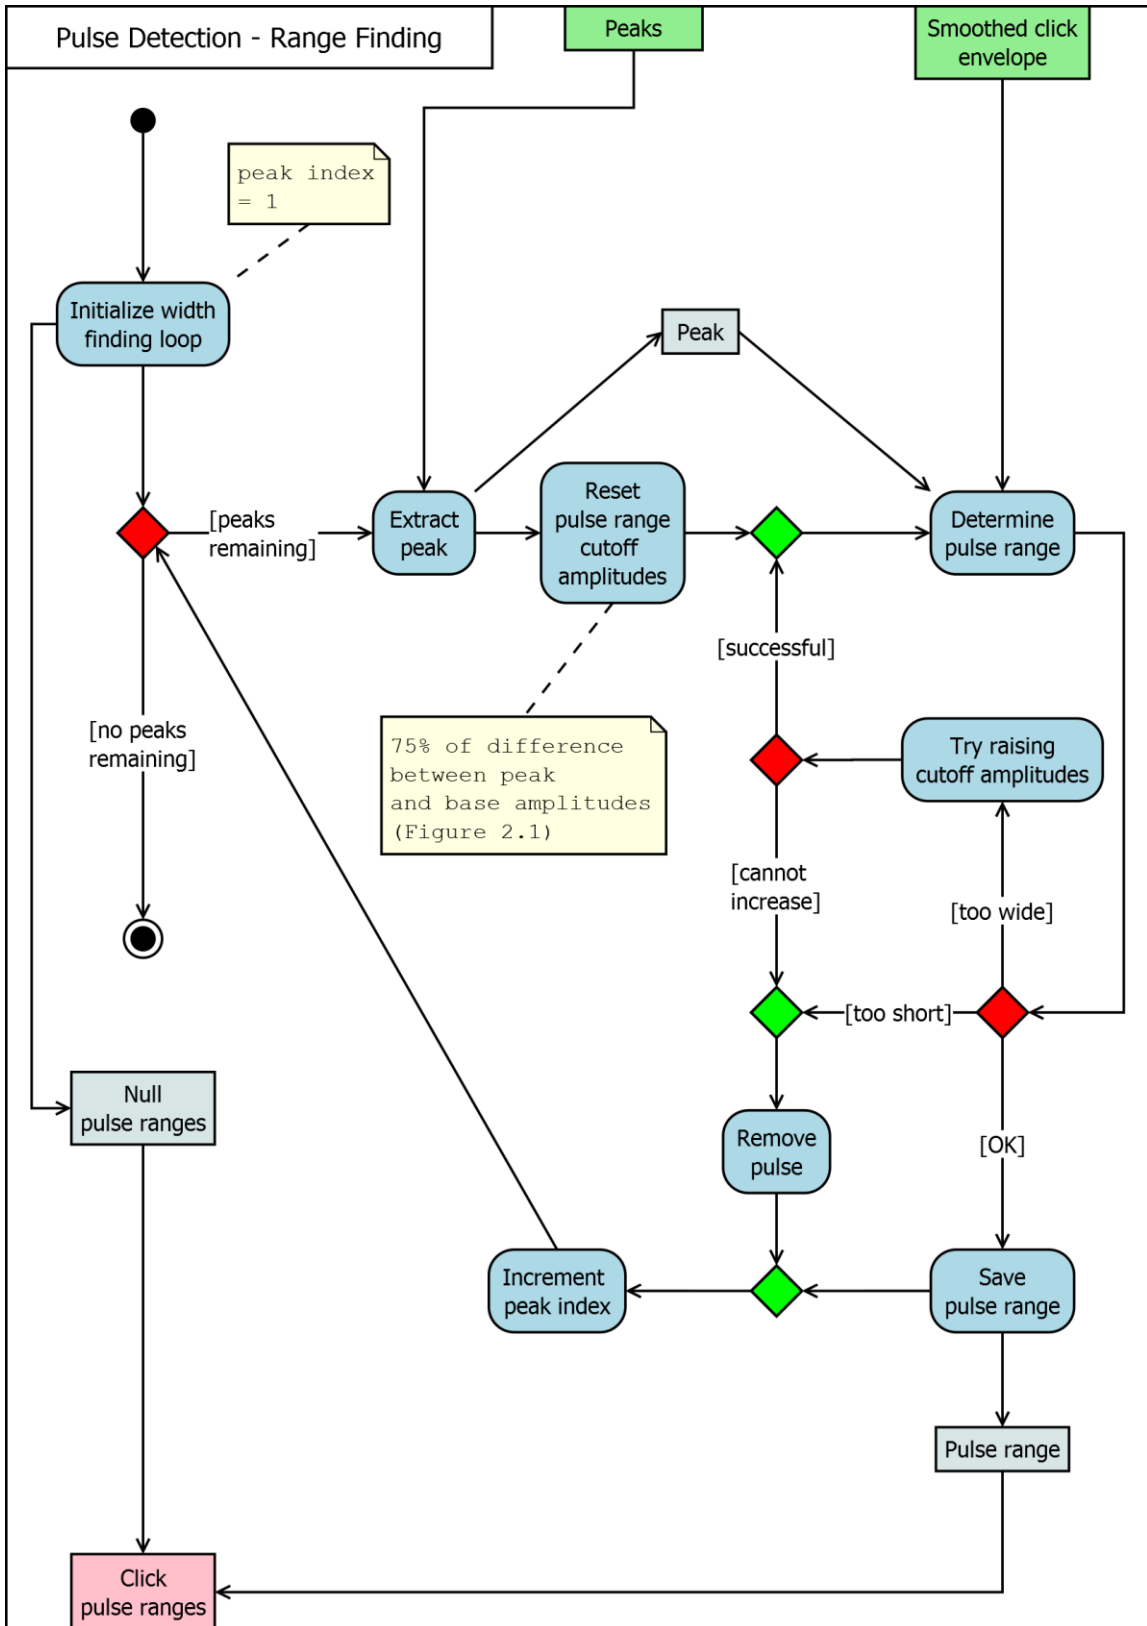 Pulse Detection - Range Finding
Peaks
Smoothed click
envelope
peak index
= 1
Initialize width
finding loop
Peak
[peaks
remaining]
Extract
peak
Reset
pulse range
cutoff
amplitudes
Determine
pulse range
[successful]
[no peaks
remaining]
75% of difference
between peak
and base amplitudes
(Figure 2.1)
Try raising
cutoff amplitudes
[cannot
increase]
[too wide]
[too short]
Null
pulse ranges
Remove
pulse
[OK]
Increment
peak index
Save
pulse range
Pulse range
Click
pulse ranges